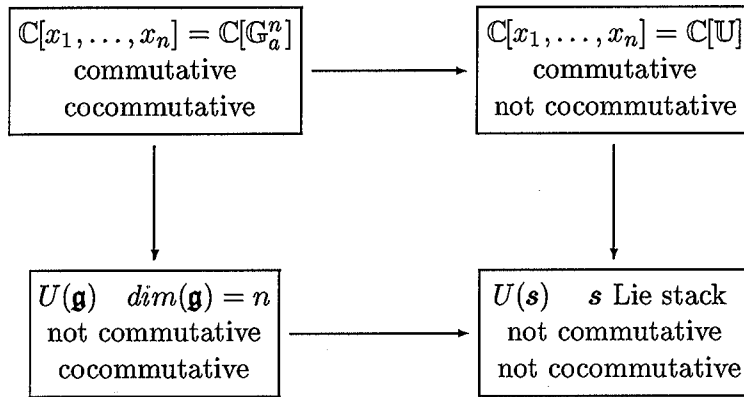 ℂ[x₁, . . . , xₙ] = ℂ[𝔾ₐⁿ]
commutative
cocommutative
ℂ[x₁, . . . , xₙ] = ℂ[𝕌]
commutative
not cocommutative
U(𝔤) dim(𝔤) = n
not commutative
cocommutative
U(𝔰) 𝔰 Lie stack
not commutative
not cocommutative